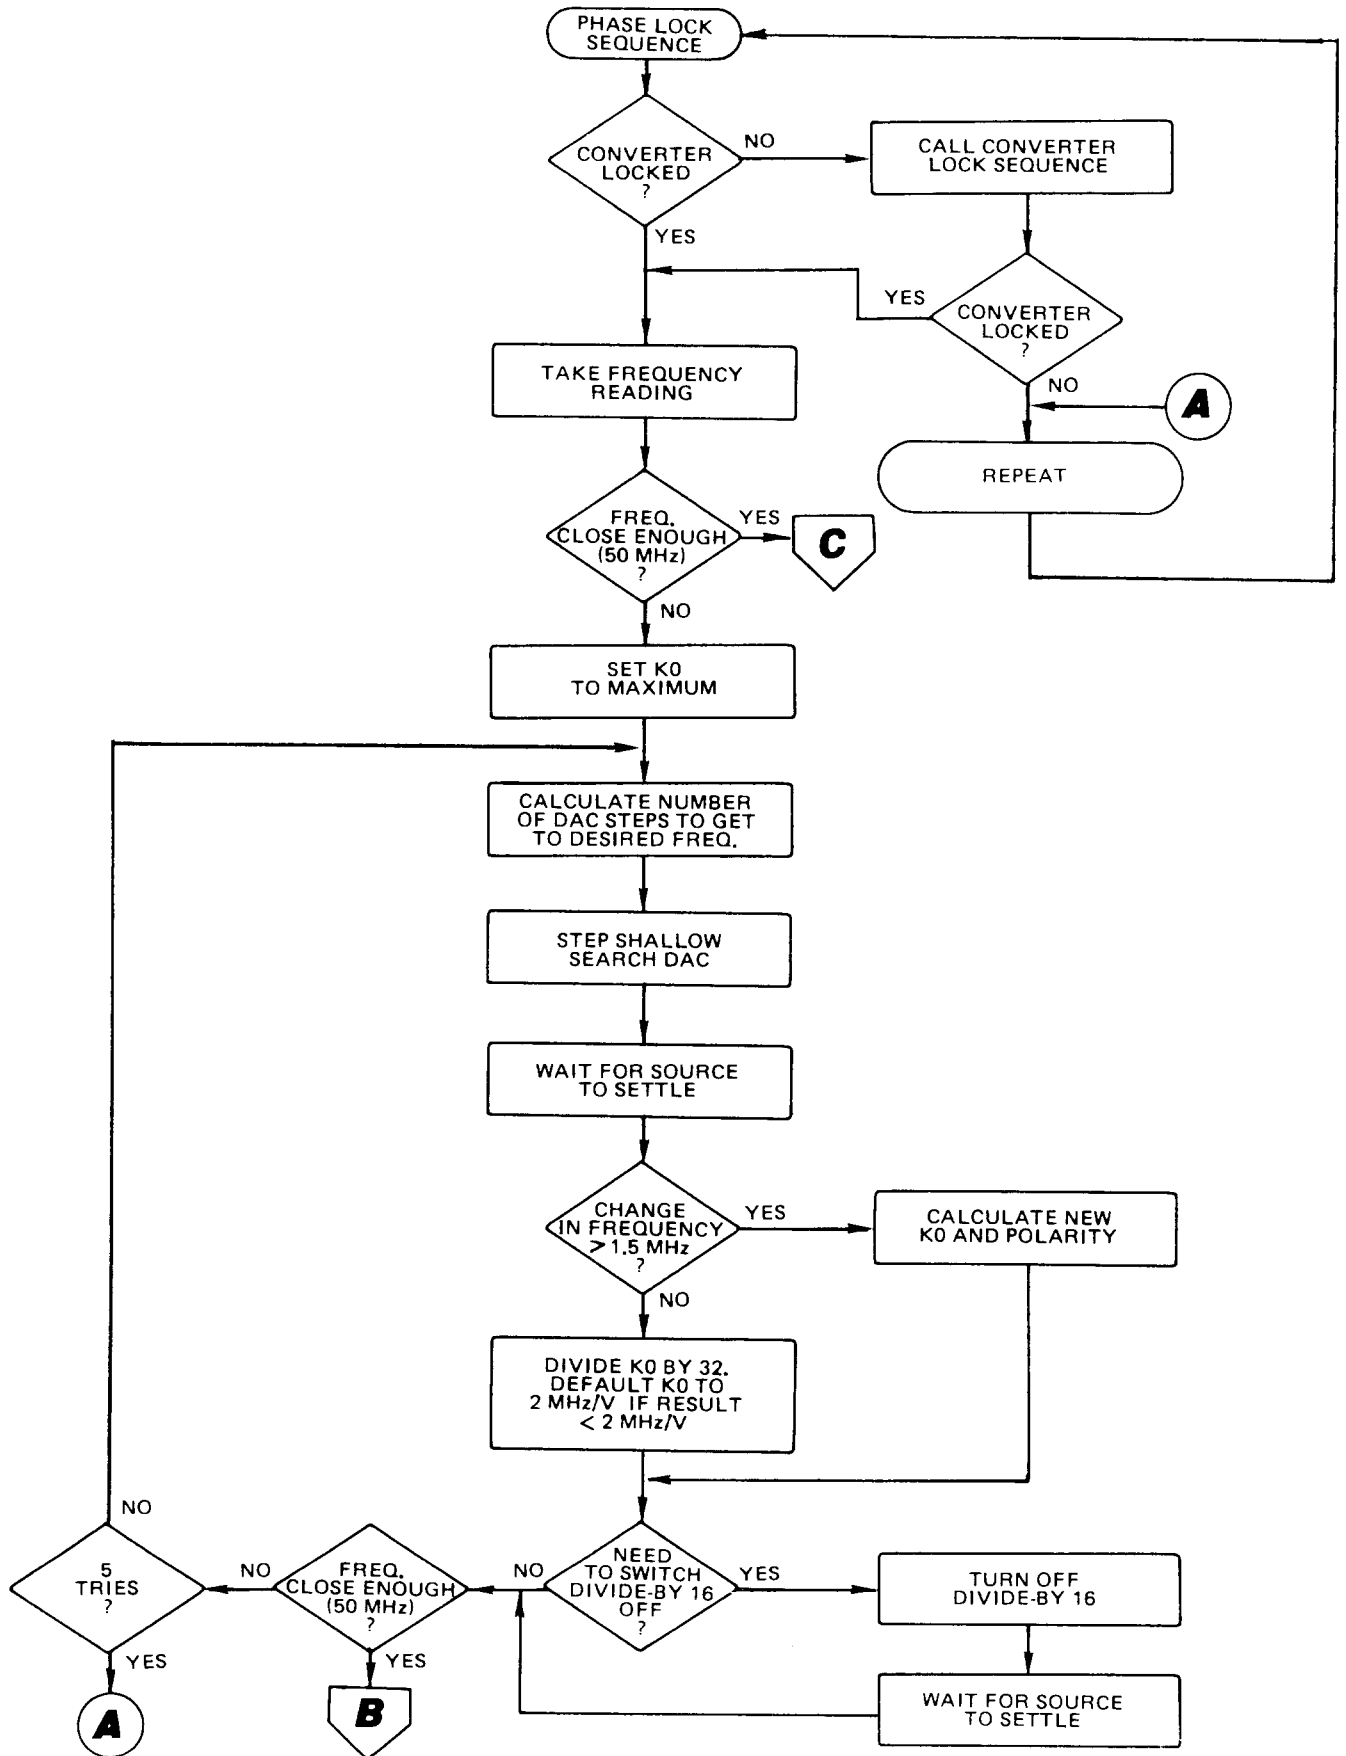 PHASE LOCK
SEQUENCE
CONVERTER
LOCKED
?
NO
CALL CONVERTER
LOCK SEQUENCE
YES
YES
CONVERTER
LOCKED
?
NO
A
REPEAT
TAKE FREQUENCY
READING
FREQ.
CLOSE ENOUGH
(50 MHz)
?
YES
C
NO
SET K0
TO MAXIMUM
CALCULATE NUMBER
OF DAC STEPS TO GET
TO DESIRED FREQ.
STEP SHALLOW
SEARCH DAC
WAIT FOR SOURCE
TO SETTLE
CHANGE
IN FREQUENCY
> 1.5 MHz
?
YES
CALCULATE NEW
K0 AND POLARITY
NO
DIVIDE K0 BY 32.
DEFAULT K0 TO
2 MHz/V IF RESULT
< 2 MHz/V
NEED
TO SWITCH
DIVIDE-BY 16
OFF
?
YES
TURN OFF
DIVIDE-BY 16
WAIT FOR SOURCE
TO SETTLE
NO
FREQ.
CLOSE ENOUGH
(50 MHz)
?
YES
B
NO
5
TRIES
?
NO
YES
A